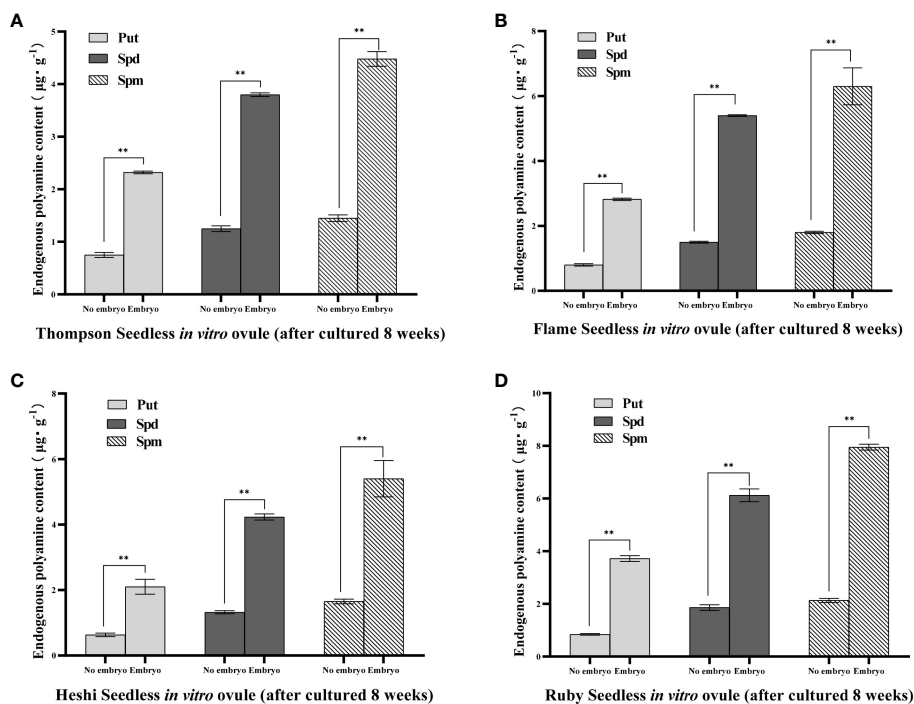 A
Endogenous polyamine content ( μg· g⁻¹)
5
4
3
2
1
0
Put
Spd
Spm
**
**
**
No embryo Embryo No embryo Embryo No embryo Embryo
Thompson Seedless in vitro ovule (after cultured 8 weeks)
B
Endogenous polyamine content ( μg· g⁻¹)
8
6
4
2
0
Put
Spd
Spm
**
**
**
No embryo Embryo No embryo Embryo No embryo Embryo
Flame Seedless in vitro ovule (after cultured 8 weeks)
C
Endogenous polyamine content ( μg· g⁻¹)
8
6
4
2
0
Put
Spd
Spm
**
**
**
No embryo Embryo No embryo Embryo No embryo Embryo
Heshi Seedless in vitro ovule (after cultured 8 weeks)
D
Endogenous polyamine content ( μg· g⁻¹)
10
8
6
4
2
0
Put
Spd
Spm
**
**
**
No embryo Embryo No embryo Embryo No embryo Embryo
Ruby Seedless in vitro ovule (after cultured 8 weeks)